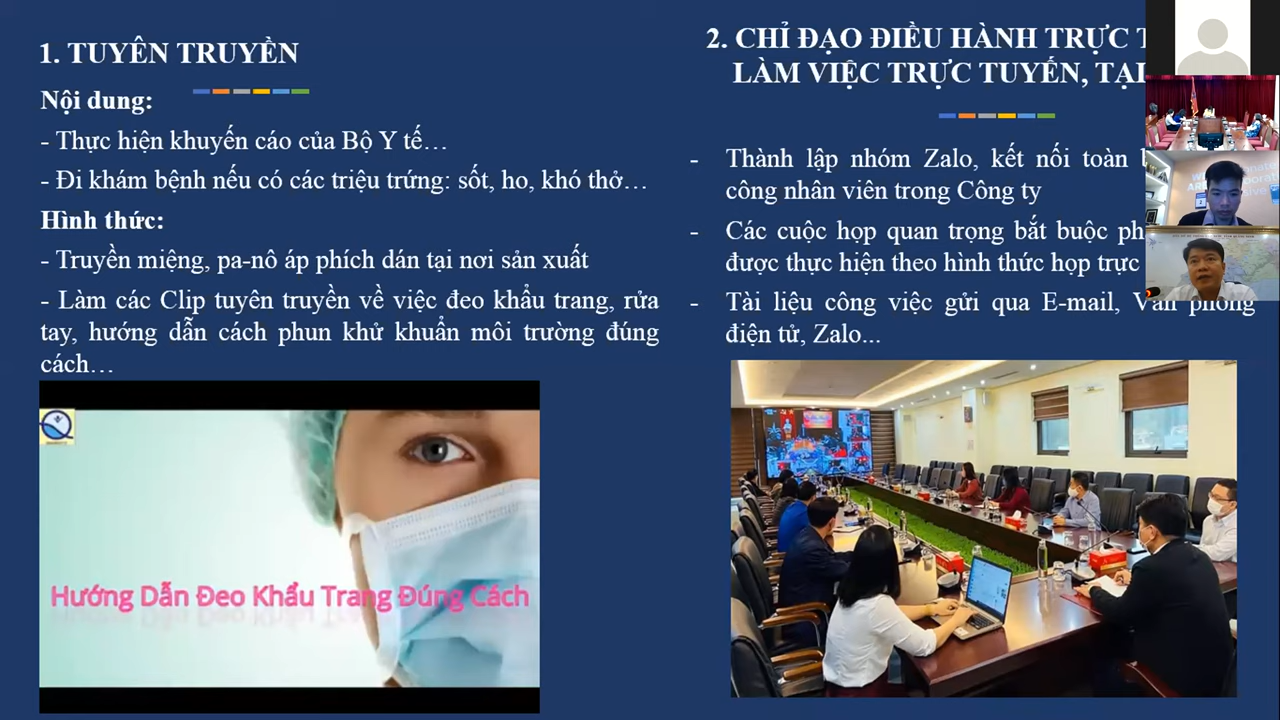 1. TUYÊN TRUYỀN
Nội dung:
- Thực hiện khuyến cáo của Bộ Y tế…
- Đi khám bệnh nếu có các triệu trứng: sốt, ho, khó thở…
Hình thức:
- Truyền miệng, pa-nô áp phích dán tại nơi sản xuất
- Làm các Clip tuyên truyền về việc đeo khẩu trang, rửa
tay, hướng dẫn cách phun khử khuẩn môi trường đúng
cách…
Hướng Dẫn Đeo Khẩu Trang Đúng Cách
2. CHỈ ĐẠO ĐIỀU HÀNH TRỰC
LÀM VIỆC TRỰC TUYẾN, TẠI
- Thành lập nhóm Zalo, kết nối toàn
công nhân viên trong Công ty
- Các cuộc họp quan trọng bắt buộc
được thực hiện theo hình thức họp trực
- Tài liệu công việc gửi qua E-mail, Văn phòng
điện tử, Zalo...